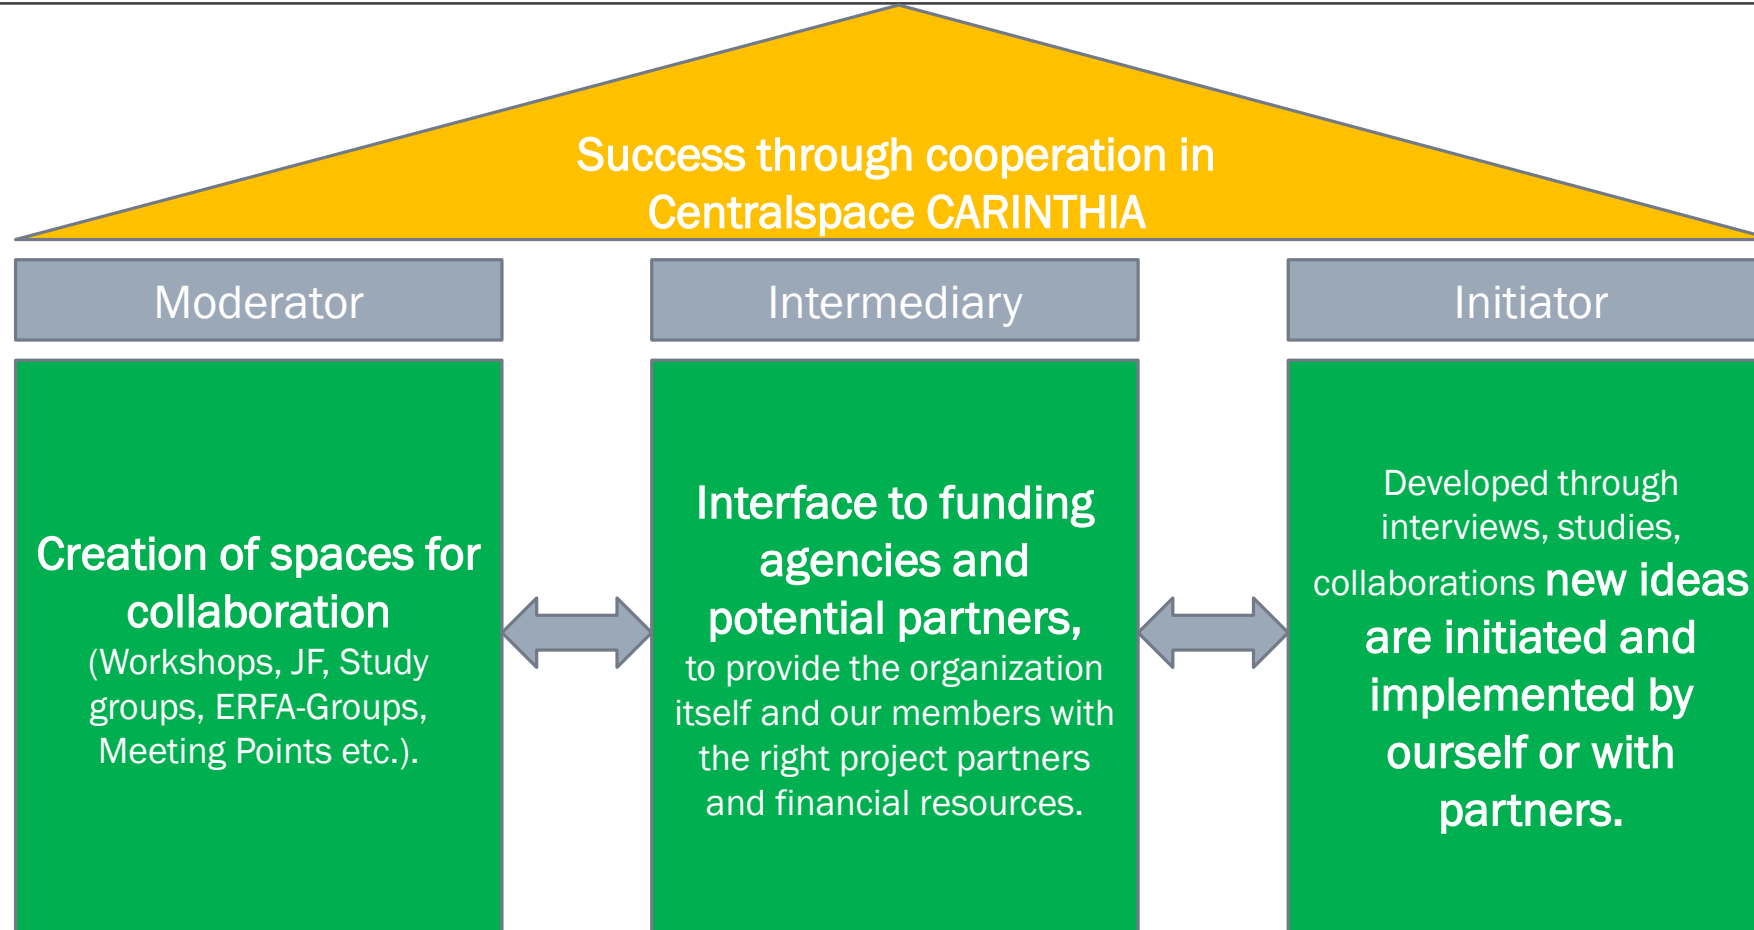 Success through cooperation in
Centralspace CARINTHIA
Moderator
Creation of spaces for
collaboration
(Workshops, JF, Study
groups, ERFA-Groups,
Meeting Points etc.).
Intermediary
Interface to funding
agencies and
potential partners,
to provide the organization
itself and our members with
the right project partners
and financial resources.
Initiator
Developed through
interviews, studies,
collaborations new ideas
are initiated and
implemented by
ourself or with
partners.